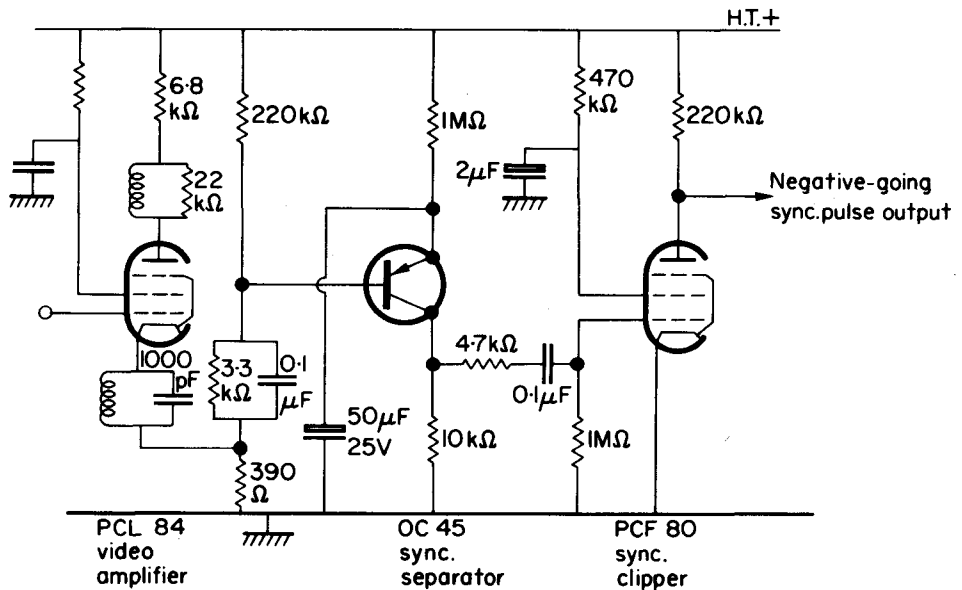 H.T.+
6·8
kΩ
220kΩ
1MΩ
470
kΩ
220kΩ
22
kΩ
2μF
Negative-going
sync.pulse output
1000
pF
3·3
kΩ
0·1
μF
4·7kΩ
0·1μF
50μF
25V
10kΩ
1MΩ
390
Ω
PCL 84
video
amplifier
OC 45
sync.
separator
PCF 80
sync.
clipper